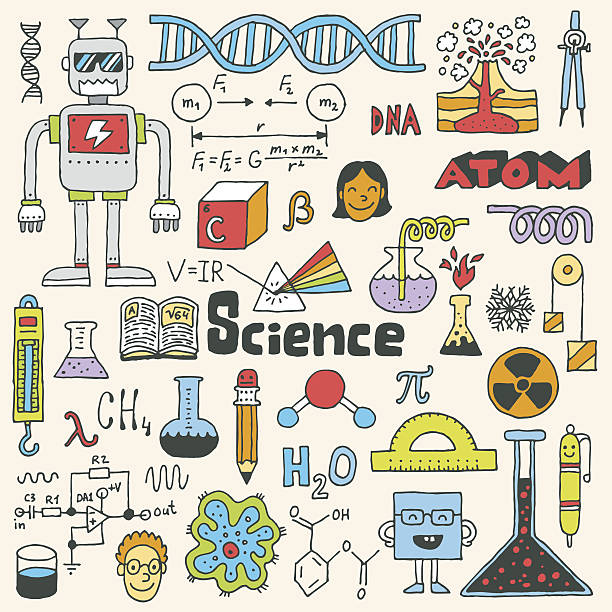 F₁ F₂
m₁ m₂
r
F₁ = F₂ = G m₁ × m₂ / r²
DNA
ATOM
6
C
β
V=IR
A √64
Science
λ
CH₄
π
H₂O
R2
C3 R1 DA1 +V
in out
- +
-V
O OH
O O